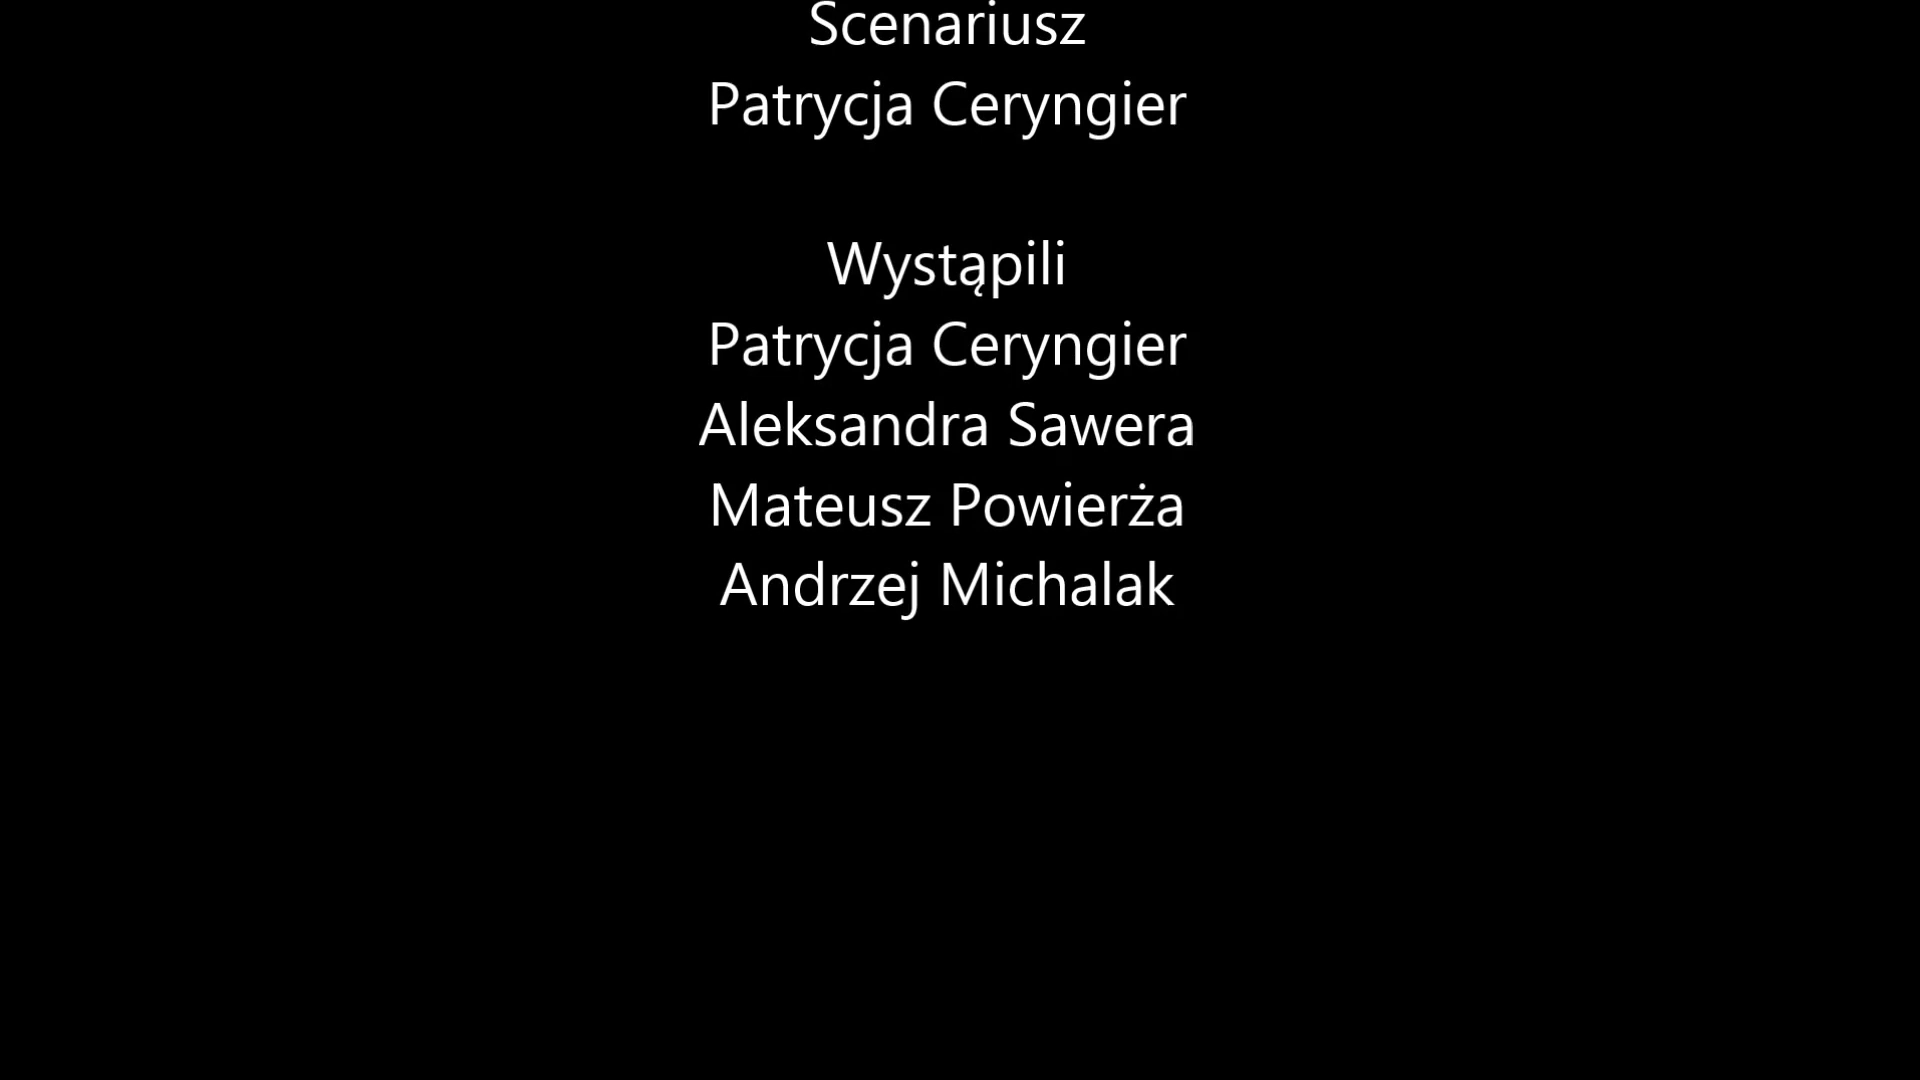 Scenariusz
Patrycja Ceryngier
Wystąpili
Patrycja Ceryngier
Aleksandra Sawera
Mateusz Powierża
Andrzej Michalak